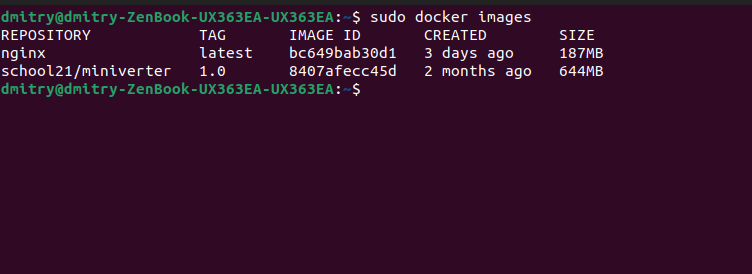 dmitry@dmitry-ZenBook-UX363EA-UX363EA:~$ sudo docker images
REPOSITORY            TAG       IMAGE ID       CREATED        SIZE
nginx                 latest    bc649bab30d1   3 days ago     187MB
school21/miniverter   1.0       8407afecc45d   2 months ago   644MB
dmitry@dmitry-ZenBook-UX363EA-UX363EA:~$